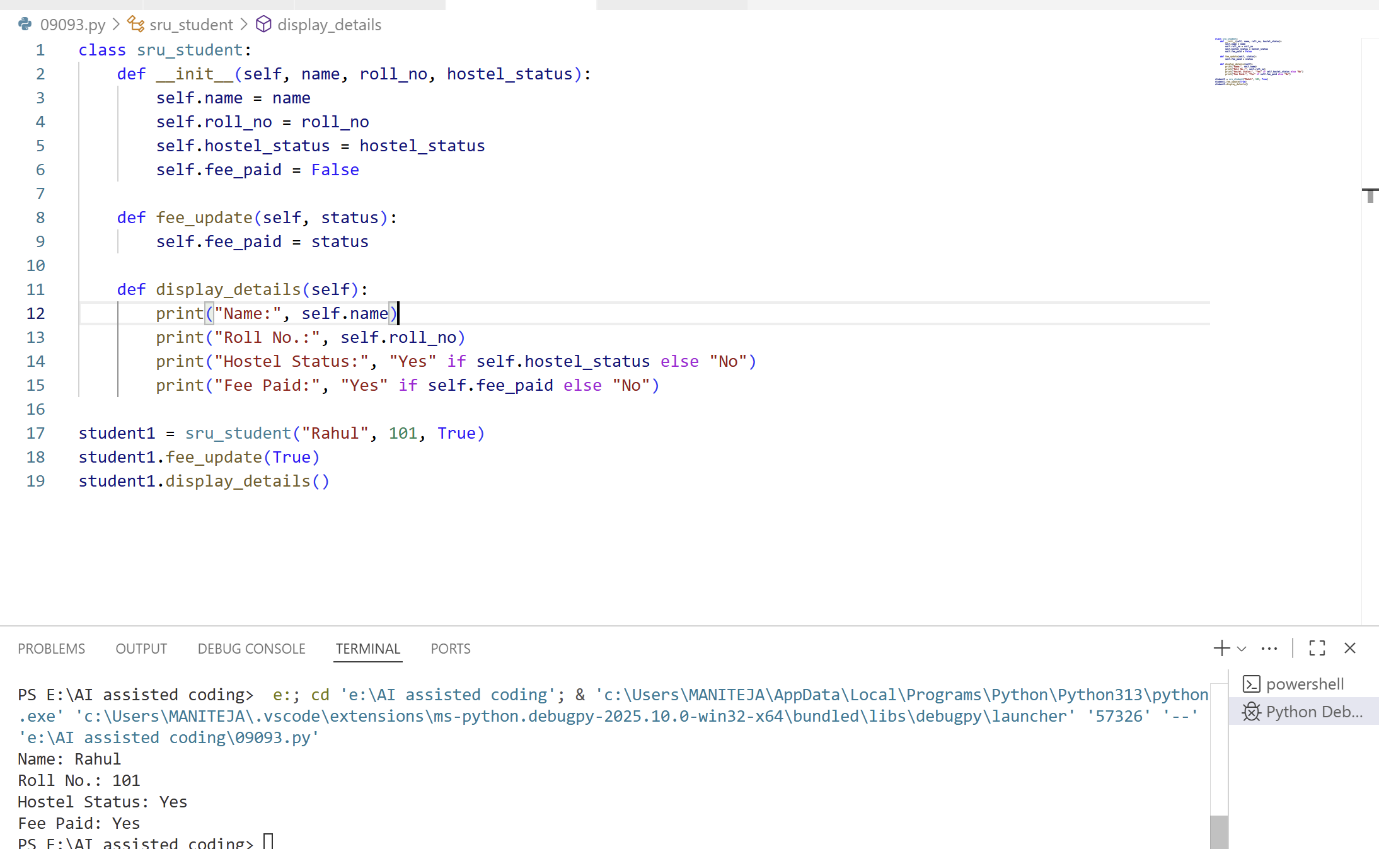 09093.py > sru_student > display_details
1 class sru_student:
2     def __init__(self, name, roll_no, hostel_status):
3         self.name = name
4         self.roll_no = roll_no
5         self.hostel_status = hostel_status
6         self.fee_paid = False
7
8     def fee_update(self, status):
9         self.fee_paid = status
10
11     def display_details(self):
12         print("Name:", self.name)
13         print("Roll No.:", self.roll_no)
14         print("Hostel Status:", "Yes" if self.hostel_status else "No")
15         print("Fee Paid:", "Yes" if self.fee_paid else "No")
16
17 student1 = sru_student("Rahul", 101, True)
18 student1.fee_update(True)
19 student1.display_details()
PROBLEMS OUTPUT DEBUG CONSOLE TERMINAL PORTS
PS E:\AI assisted coding>  e:; cd 'e:\AI assisted coding'; & 'c:\Users\MANITEJA\AppData\Local\Programs\Python\Python313\python
.exe' 'c:\Users\MANITEJA\.vscode\extensions\ms-python.debugpy-2025.10.0-win32-x64\bundled\libs\debugpy\launcher' '57326' '--'
'e:\AI assisted coding\09093.py'
Name: Rahul
Roll No.: 101
Hostel Status: Yes
Fee Paid: Yes
PS E:\AI assisted coding>
powershell
Python Deb...